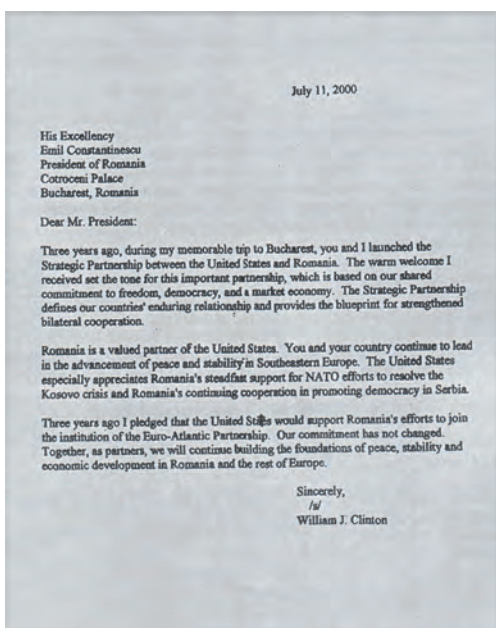 July 11, 2000
His Excellency
Emil Constantinescu
President of Romania
Cotroceni Palace
Bucharest, Romania
Dear Mr. President:
Three years ago, during my memorable trip to Bucharest, you and I launched the
Strategic Partnership between the United States and Romania. The warm welcome I
received set the tone for this important partnership, which is based on our shared
commitment to freedom, democracy, and a market economy. The Strategic Partnership
defines our countries' enduring relationship and provides the blueprint for strengthened
bilateral cooperation.
Romania is a valued partner of the United States. You and your country continue to lead
in the advancement of peace and stability in Southeastern Europe. The United States
especially appreciates Romania's steadfast support for NATO efforts to resolve the
Kosovo crisis and Romania's continuing cooperation in promoting democracy in Serbia.
Three years ago I pledged that the United States would support Romania's efforts to join
the institution of the Euro-Atlantic Partnership. Our commitment has not changed.
Together, as partners, we will continue building the foundations of peace, stability and
economic development in Romania and the rest of Europe.
Sincerely,
/s/
William J. Clinton